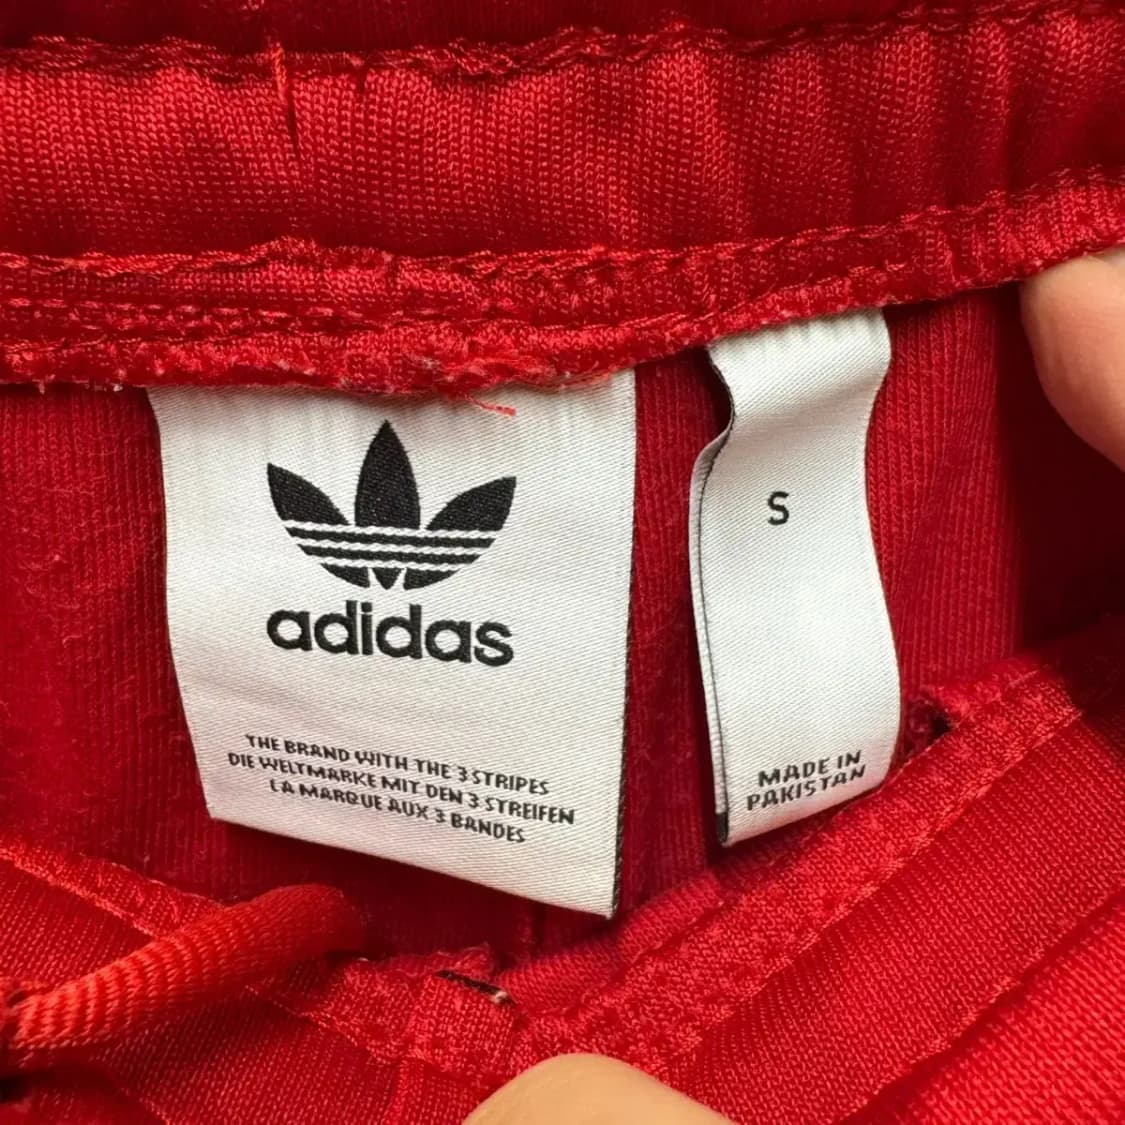 adidas
THE BRAND WITH THE 3 STRIPES
DIE WELTMARKE MIT DEN 3 STREIFEN
LA MARQUE AUX 3 BANDES
S
MADE IN
PAKISTAN